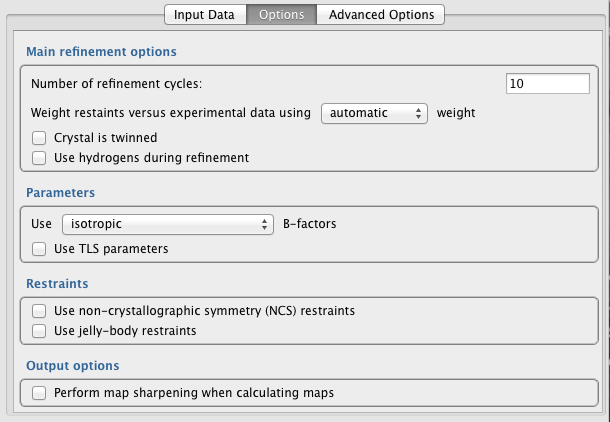 Input Data Options Advanced Options
Main refinement options
Number of refinement cycles: 10
Weight restaints versus experimental data using automatic weight
Crystal is twinned
Use hydrogens during refinement
Parameters
Use isotropic B-factors
Use TLS parameters
Restraints
Use non-crystallographic symmetry (NCS) restraints
Use jelly-body restraints
Output options
Perform map sharpening when calculating maps